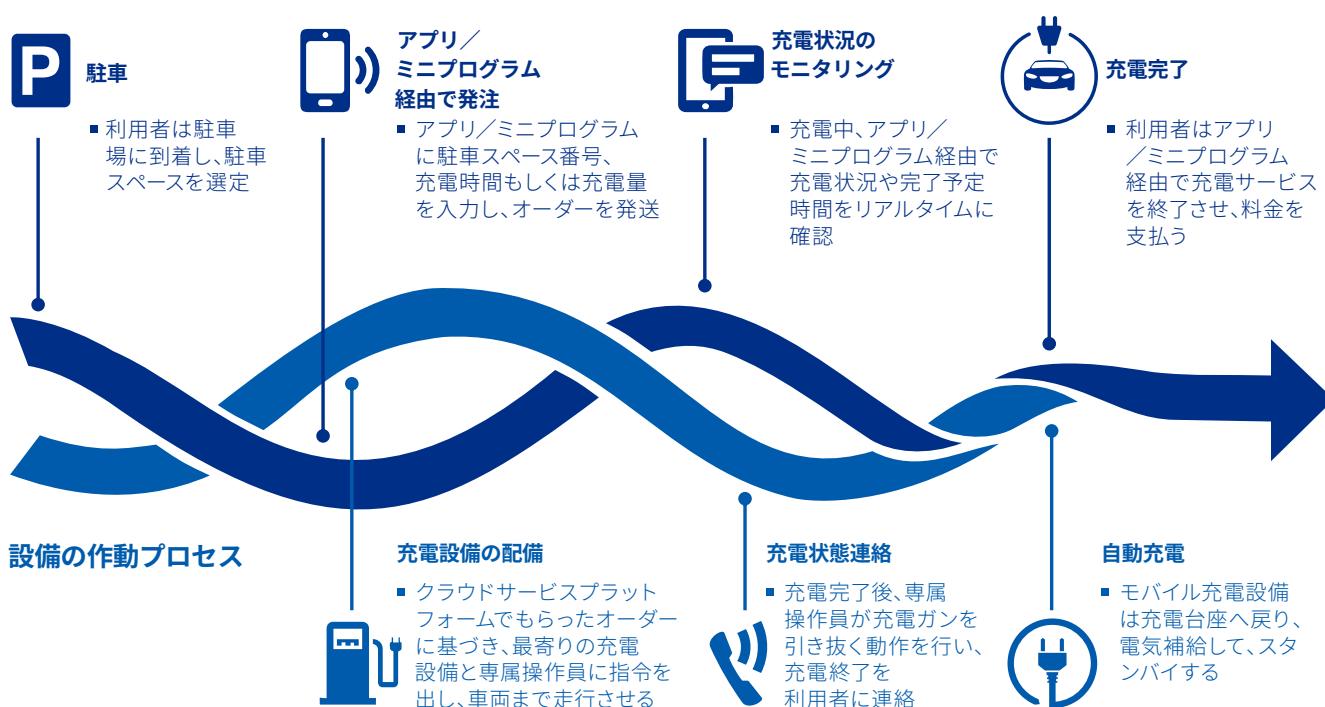 P
駐車
■ 利用者は駐車
場に到着し、駐車
スペースを選定
アプリ／
ミニプログラム
経由で発注
■ アプリ／ミニプログラム
に駐車スペース番号、
充電時間もしくは充電量
を入力し、オーダーを発送
充電状況の
モニタリング
■ 充電中、アプリ／
ミニプログラム経由で
充電状況や完了予定
時間をリアルタイムに
確認
充電完了
■ 利用者はアプリ
／ミニプログラム
経由で充電サービス
を終了させ、料金を
支払う
設備の作動プロセス
充電設備の配備
■ クラウドサービスプラット
フォームでもらったオーダー
に基づき、最寄りの充電
設備と専属操作員に指令を
出し、車両まで走行させる
充電状態連絡
■ 充電完了後、専属
操作員が充電ガンを
引き抜く動作を行い、
充電終了を
利用者に連絡
自動充電
■ モバイル充電設備
は充電台座へ戻り、
電気補給して、スタ
ンバイする